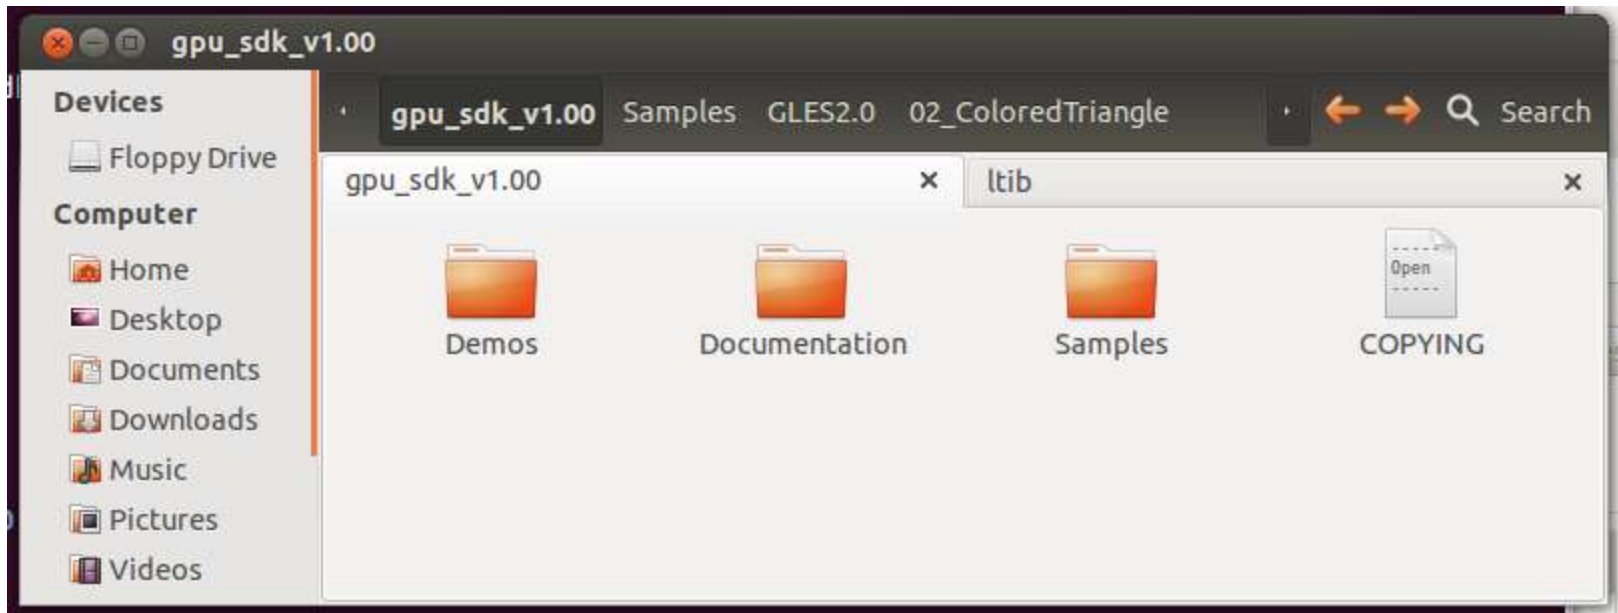 gpu_sdk_v1.00
Devices
Floppy Drive
Computer
Home
Desktop
Documents
Downloads
Music
Pictures
Videos
gpu_sdk_v1.00 Samples GLES2.0 02_ColoredTriangle Search
gpu_sdk_v1.00 ltib
Demos Documentation Samples COPYING
Open